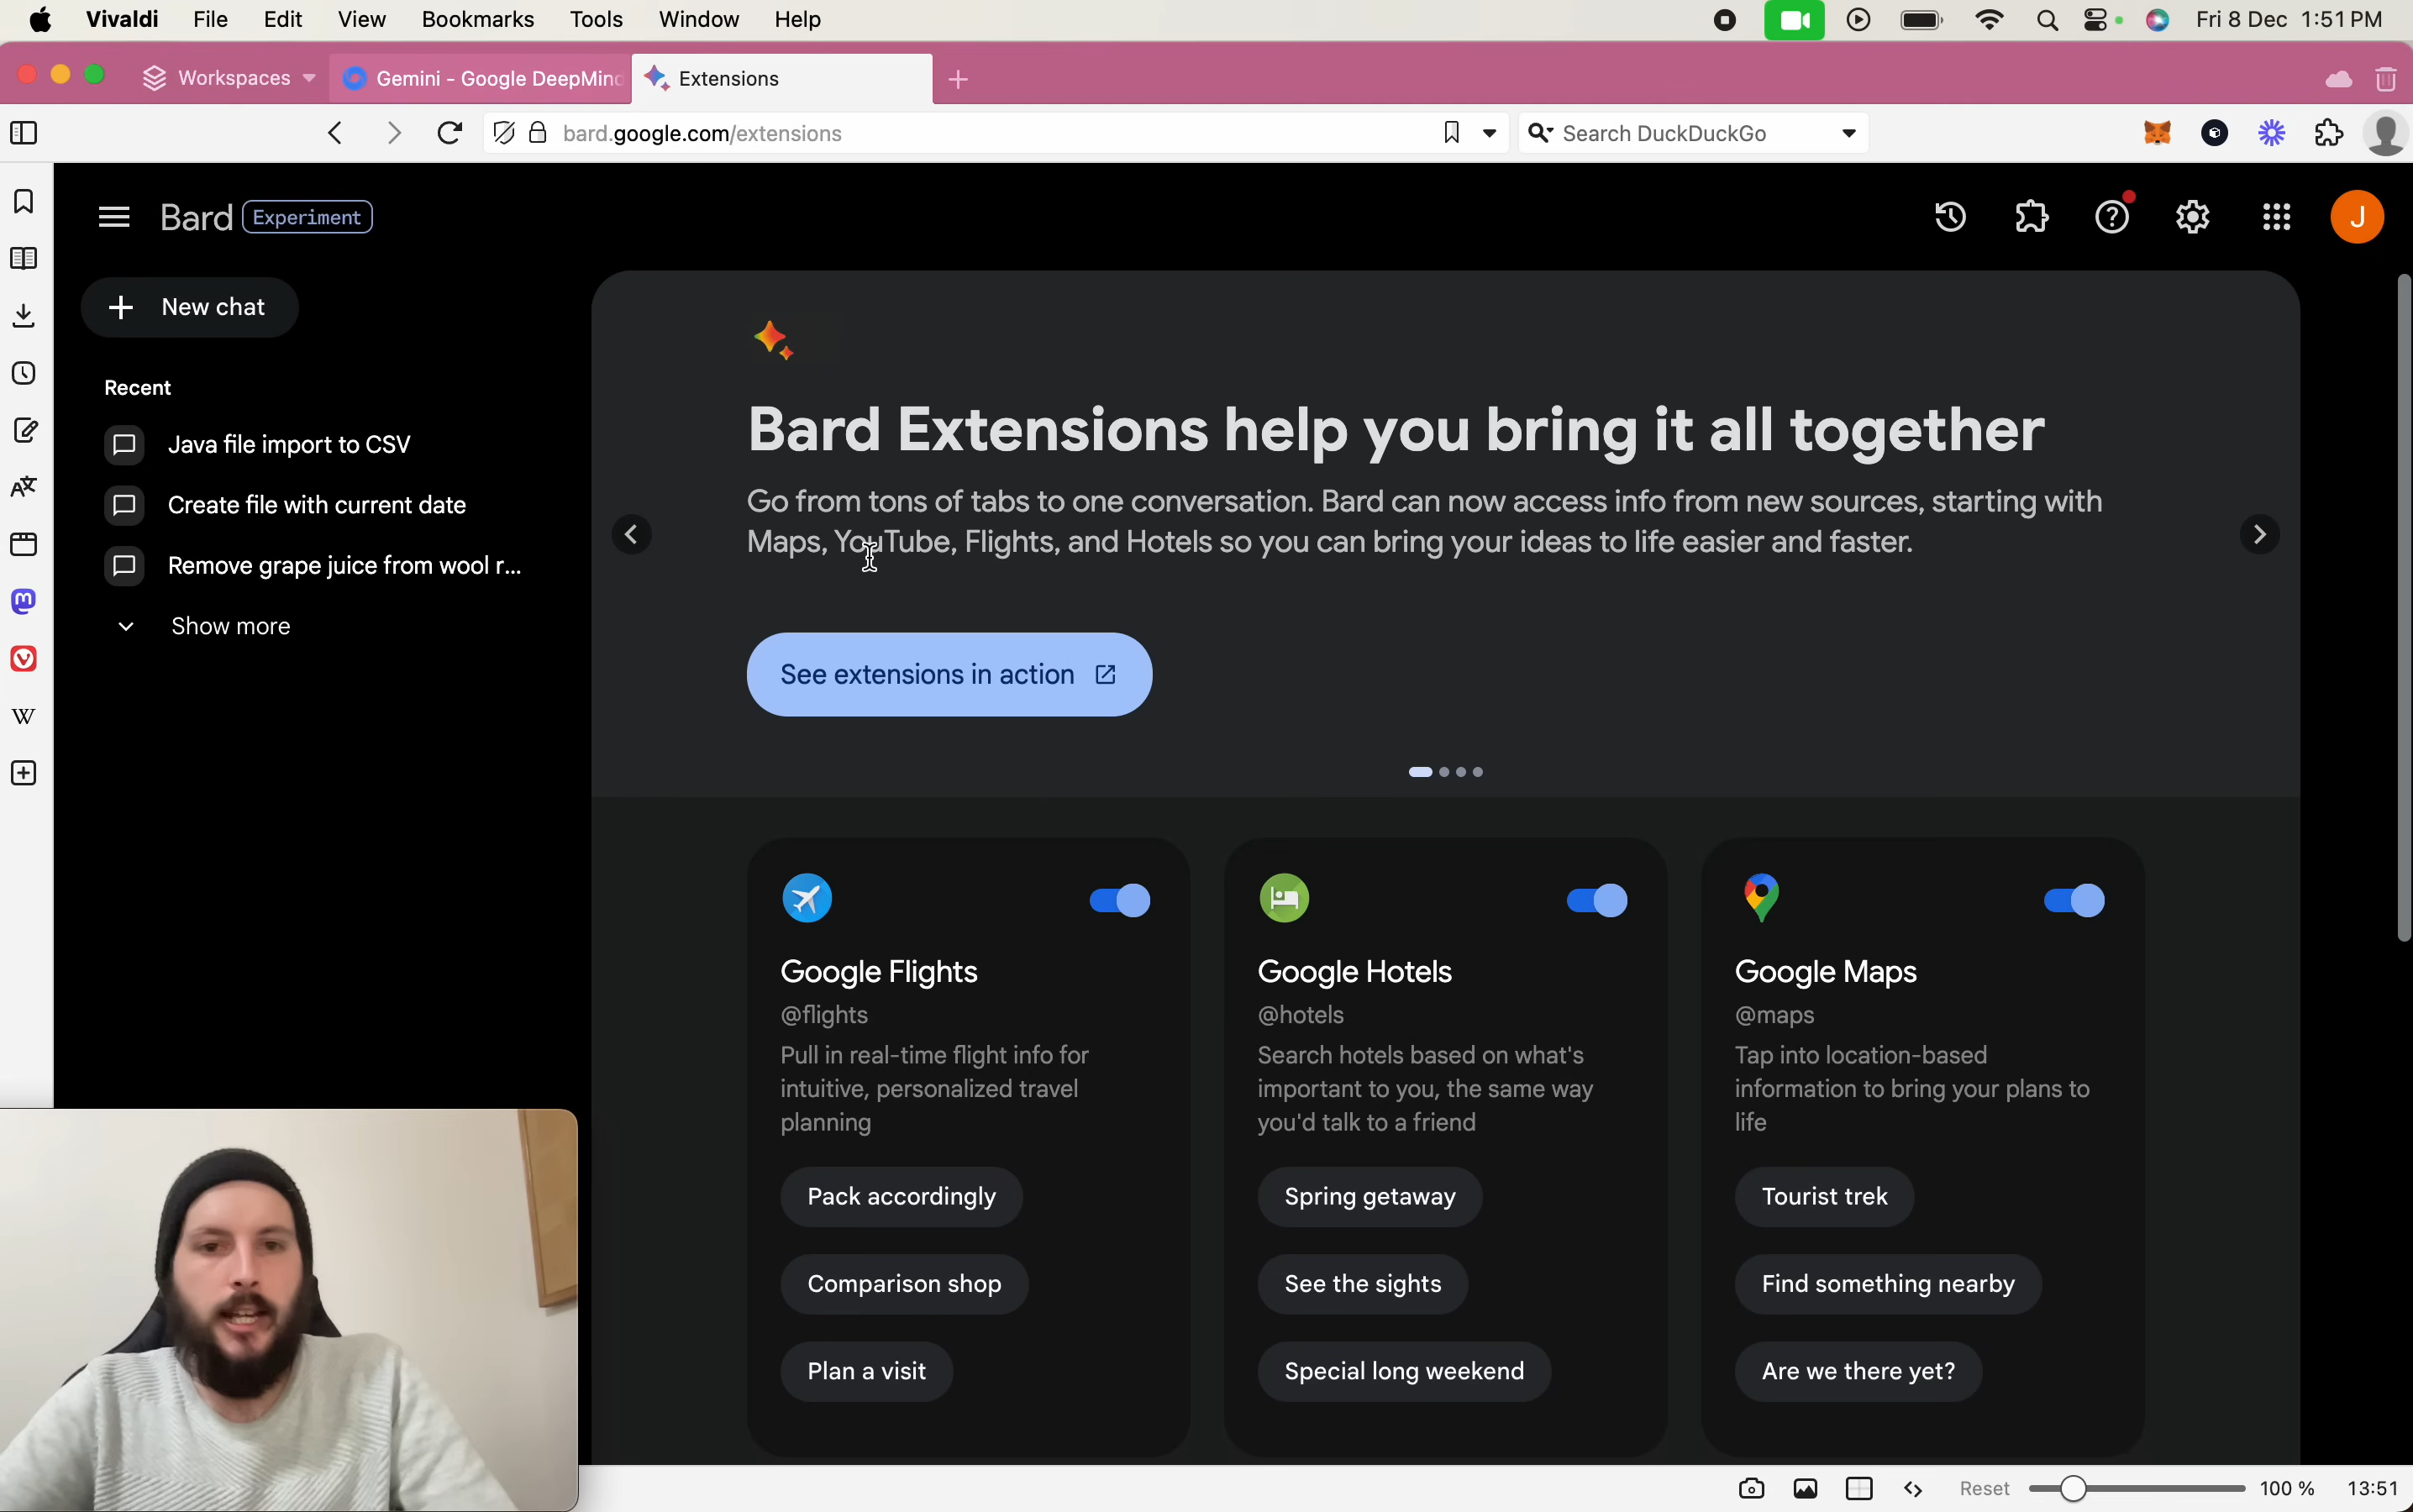 Vivaldi File Edit View Bookmarks Tools Window Help
Fri 8 Dec 1:51 PM
Workspaces
Gemini - Google DeepMind
Extensions
bard.google.com/extensions
Search DuckDuckGo
Bard Experiment
J
New chat
Recent
Java file import to CSV
Create file with current date
Remove grape juice from wool r...
Show more
Bard Extensions help you bring it all together
Go from tons of tabs to one conversation. Bard can now access info from new sources, starting with
Maps, YouTube, Flights, and Hotels so you can bring your ideas to life easier and faster.
See extensions in action
Google Flights
@flights
Pull in real-time flight info for
intuitive, personalized travel
planning
Pack accordingly
Comparison shop
Plan a visit
Google Hotels
@hotels
Search hotels based on what's
important to you, the same way
you'd talk to a friend
Spring getaway
See the sights
Special long weekend
Google Maps
@maps
Tap into location-based
information to bring your plans to
life
Tourist trek
Find something nearby
Are we there yet?
Reset
100 %
13:51